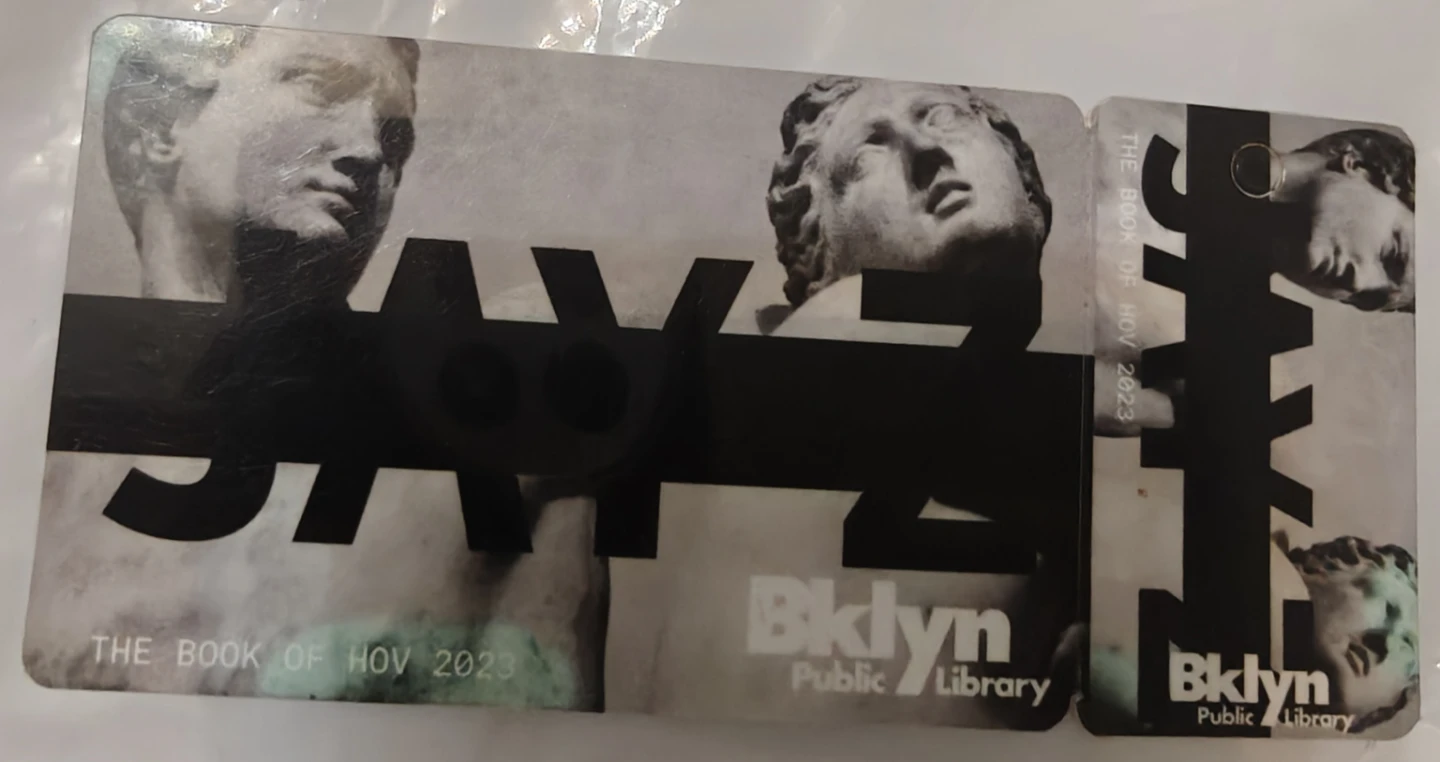 JAY-Z
THE BOOK OF HOV 2023
Bklyn
Public Library
THE BOOK OF HOV 2023
JAY-Z
Bklyn
Public Library